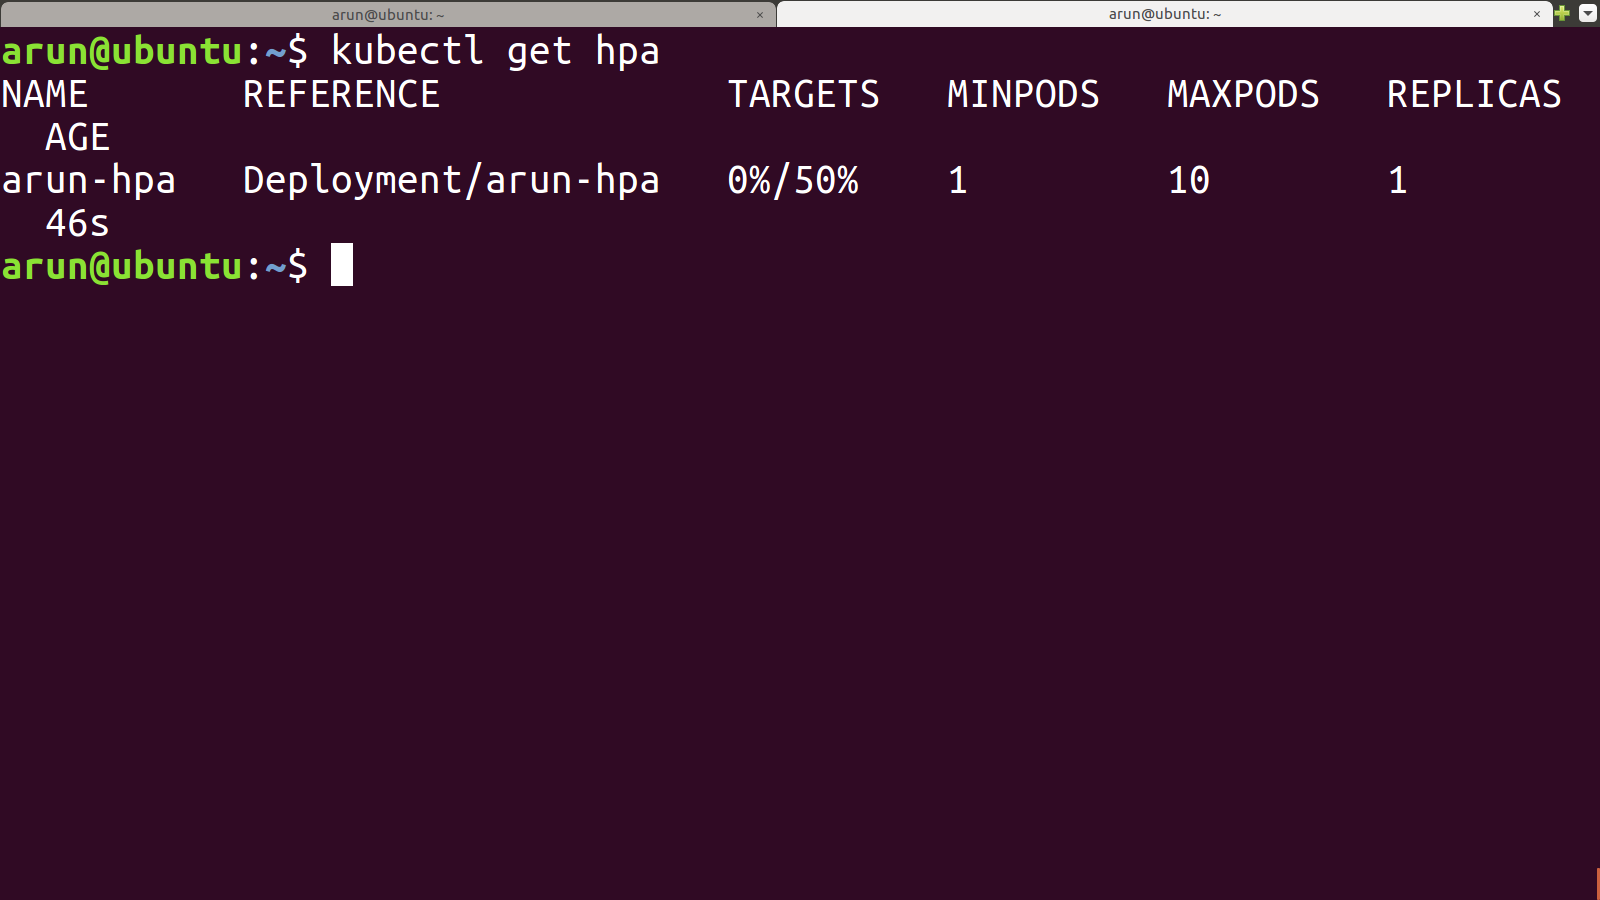 arun@ubuntu: ~ × arun@ubuntu: ~ ×
arun@ubuntu:~$ kubectl get hpa
NAME REFERENCE TARGETS MINPODS MAXPODS REPLICAS
AGE
arun-hpa Deployment/arun-hpa 0%/50% 1 10 1
46s
arun@ubuntu:~$